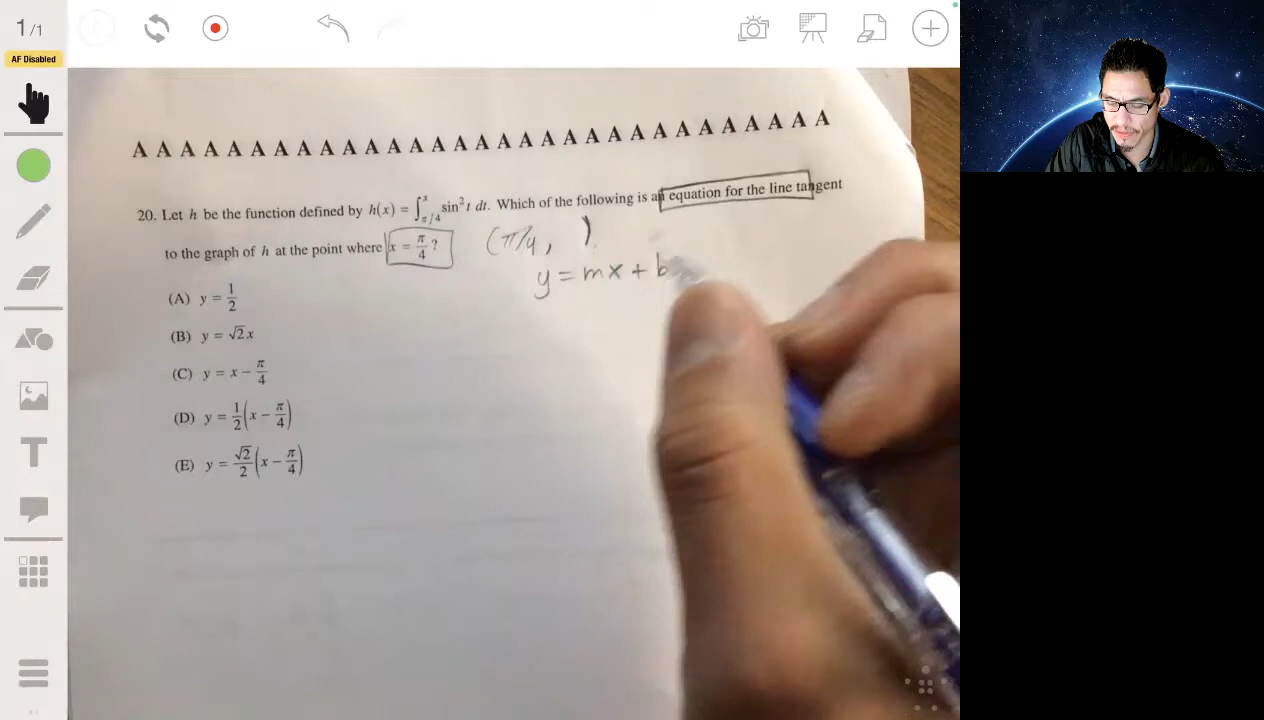 1/1
AF Disabled
A A A A A A A A A A A A A A A A A A A A A A A A A A A A A A
20. Let h be the function defined by h(x) = ∫_{π/4}^{x} sin² t dt. Which of the following is an equation for the line tangent
to the graph of h at the point where x = π/4 ?
(π/4, )
y = mx + b
(A) y = 1/2
(B) y = √2 x
(C) y = x − π/4
(D) y = 1/2 (x − π/4)
(E) y = √2/2 (x − π/4)
T